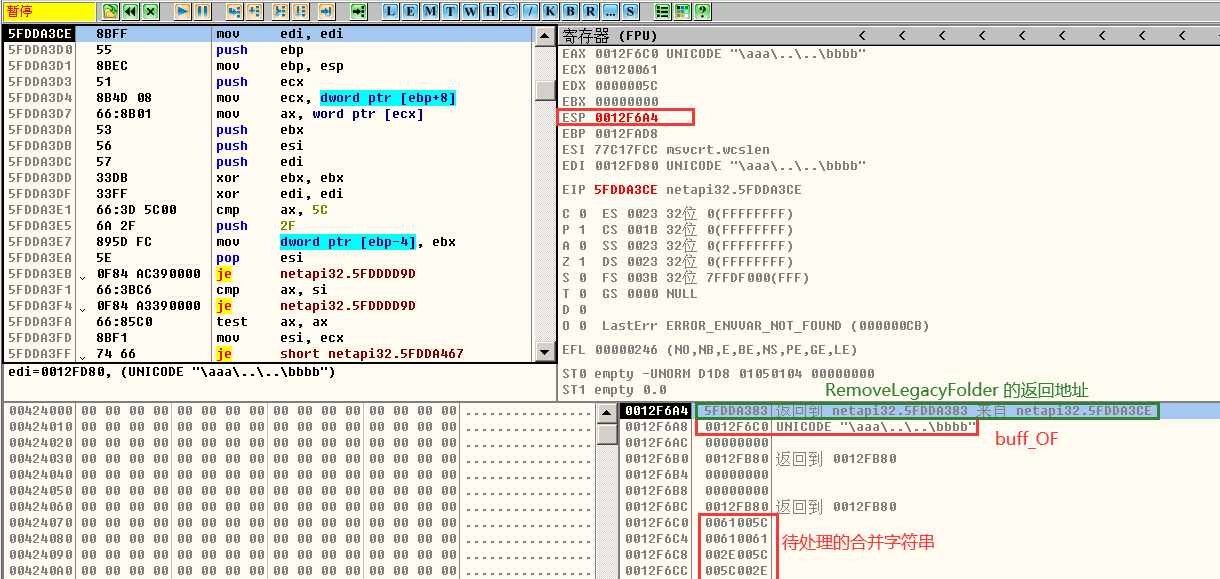 暂停 L E M T W H C / K B R ... S ?
5FDDA3CE 8BFF mov edi, edi
5FDDA3D0 55 push ebp
5FDDA3D1 8BEC mov ebp, esp
5FDDA3D3 51 push ecx
5FDDA3D4 8B4D 08 mov ecx, dword ptr [ebp+8]
5FDDA3D7 66:8B01 mov ax, word ptr [ecx]
5FDDA3DA 53 push ebx
5FDDA3DB 56 push esi
5FDDA3DC 57 push edi
5FDDA3DD 33DB xor ebx, ebx
5FDDA3DF 33FF xor edi, edi
5FDDA3E1 66:3D 5C00 cmp ax, 5C
5FDDA3E5 6A 2F push 2F
5FDDA3E7 895D FC mov dword ptr [ebp-4], ebx
5FDDA3EA 5E pop esi
5FDDA3EB 0F84 AC390000 je netapi32.5FDDDD9D
5FDDA3F1 66:3BC6 cmp ax, si
5FDDA3F4 0F84 A3390000 je netapi32.5FDDDD9D
5FDDA3FA 66:85C0 test ax, ax
5FDDA3FD 8BF1 mov esi, ecx
5FDDA3FF 74 66 je short netapi32.5FDDA467
edi=0012FD80, (UNICODE "\aaa\..\..\bbbb")
寄存器 (FPU) < < < < < < <
EAX 0012F6C0 UNICODE "\aaa\..\..\bbbb"
ECX 00120061
EDX 0000005C
EBX 00000000
ESP 0012F6A4
EBP 0012FAD8
ESI 77C17FCC msvcrt.wcslen
EDI 0012FD80 UNICODE "\aaa\..\..\bbbb"
EIP 5FDDA3CE netapi32.5FDDA3CE
C 0 ES 0023 32位 0(FFFFFFFF)
P 1 CS 001B 32位 0(FFFFFFFF)
A 0 SS 0023 32位 0(FFFFFFFF)
Z 1 DS 0023 32位 0(FFFFFFFF)
S 0 FS 003B 32位 7FFDF000(FFF)
T 0 GS 0000 NULL
D 0
O 0 LastErr ERROR_ENVVAR_NOT_FOUND (000000CB)
EFL 00000246 (NO,NB,E,BE,NS,PE,GE,LE)
ST0 empty -UNORM D1D8 01050104 00000000
ST1 empty 0.0
RemoveLegacyFolder 的返回地址
00424000 00 00 00 00 00 00 00 00 00 00 00 00 00 00 00 00 ................
00424010 00 00 00 00 00 00 00 00 00 00 00 00 00 00 00 00 ................
00424020 00 00 00 00 00 00 00 00 00 00 00 00 00 00 00 00 ................
00424030 00 00 00 00 00 00 00 00 00 00 00 00 00 00 00 00 ................
00424040 00 00 00 00 00 00 00 00 00 00 00 00 00 00 00 00 ................
00424050 00 00 00 00 00 00 00 00 00 00 00 00 00 00 00 00 ................
00424060 00 00 00 00 00 00 00 00 00 00 00 00 00 00 00 00 ................
00424070 00 00 00 00 00 00 00 00 00 00 00 00 00 00 00 00 ................
00424080 00 00 00 00 00 00 00 00 00 00 00 00 00 00 00 00 ................
00424090 00 00 00 00 00 00 00 00 00 00 00 00 00 00 00 00 ................
004240A0 00 00 00 00 00 00 00 00 00 00 00 00 00 00 00 00 ................
0012F6A4 5FDDA383 返回到 netapi32.5FDDA383 来自 netapi32.5FDDA3CE
0012F6A8 0012F6C0 UNICODE "\aaa\..\..\bbbb"
buff_OF
0012F6AC 00000000
0012F6B0 0012FB80 返回到 0012FB80
0012F6B4 00000000
0012F6B8 00000000
0012F6BC 0012FB80 返回到 0012FB80
0012F6C0 0061005C
0012F6C4 00610061
待处理的合并字符串
0012F6C8 002E005C
0012F6CC 005C002E